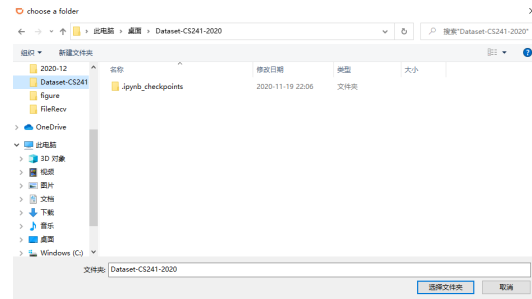 choose a folder
此电脑 > 桌面 > Dataset-CS241-2020
搜索"Dataset-CS241-2020"
组织 新建文件夹
名称 修改日期 类型 大小
.ipynb_checkpoints 2020-11-19 22:06 文件夹
2020-12
Dataset-CS241
figure
FileRecv
OneDrive
此电脑
3D 对象
视频
图片
文档
下载
音乐
桌面
Windows (C:)
文件夹: Dataset-CS241-2020
选择文件夹 取消